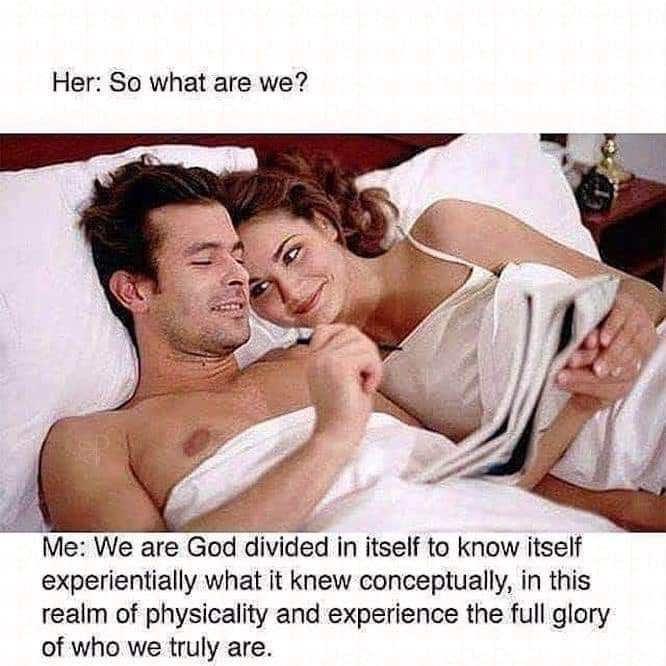 Her: So what are we?
Me: We are God divided in itself to know itself
experientially what it knew conceptually, in this
realm of physicality and experience the full glory
of who we truly are.